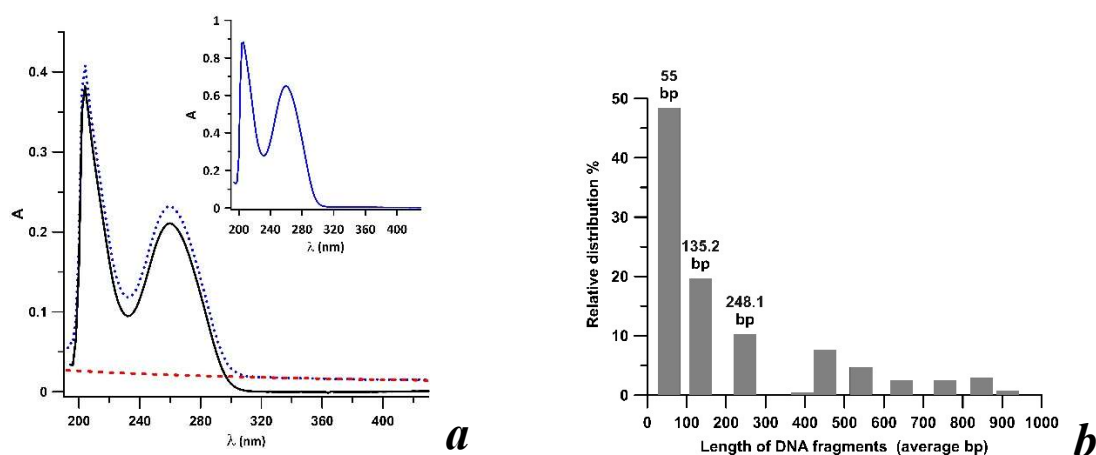 0.4
0.3
0.2
0.1
0
A
200 240 280 320 360 400
λ (nm)
1
0.8
0.6
0.4
0.2
0
A
200 240 280 320 360 400
λ (nm)
a
50
40
30
20
10
0
Relative distribution %
55
bp
135.2
bp
248.1
bp
0 100 200 300 400 500 600 700 800 900 1000
Length of DNA fragments (average bp)
b